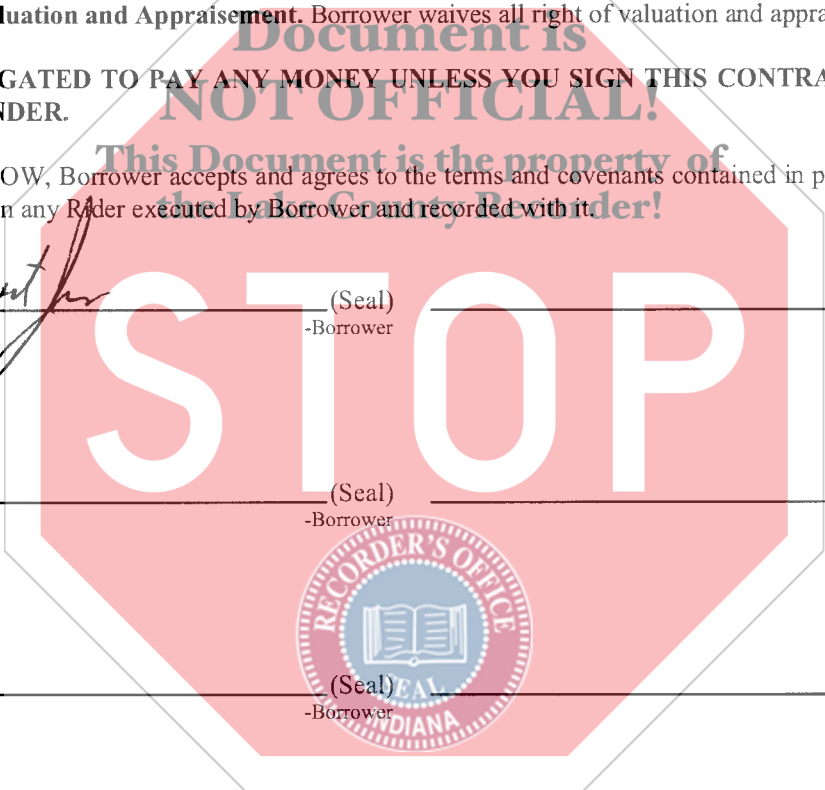 luation and Appraisement. Borrower waives all right of valuation and appra
Document is
GATED TO PAY ANY MONEY UNLESS YOU SIGN THIS CONTRA
NOT OFFICIAL!
NDER.
This Document is the property of
OW, Borrower accepts and agrees to the terms and covenants contained in p
n any Rider executed by Borrower and recorded with it.
the Lake County Recorder!
(Seal)
-Borrower
STOP
(Seal)
-Borrower
RECORDER'S OFFICE
SEAL
INDIANA
(Seal)
-Borrower